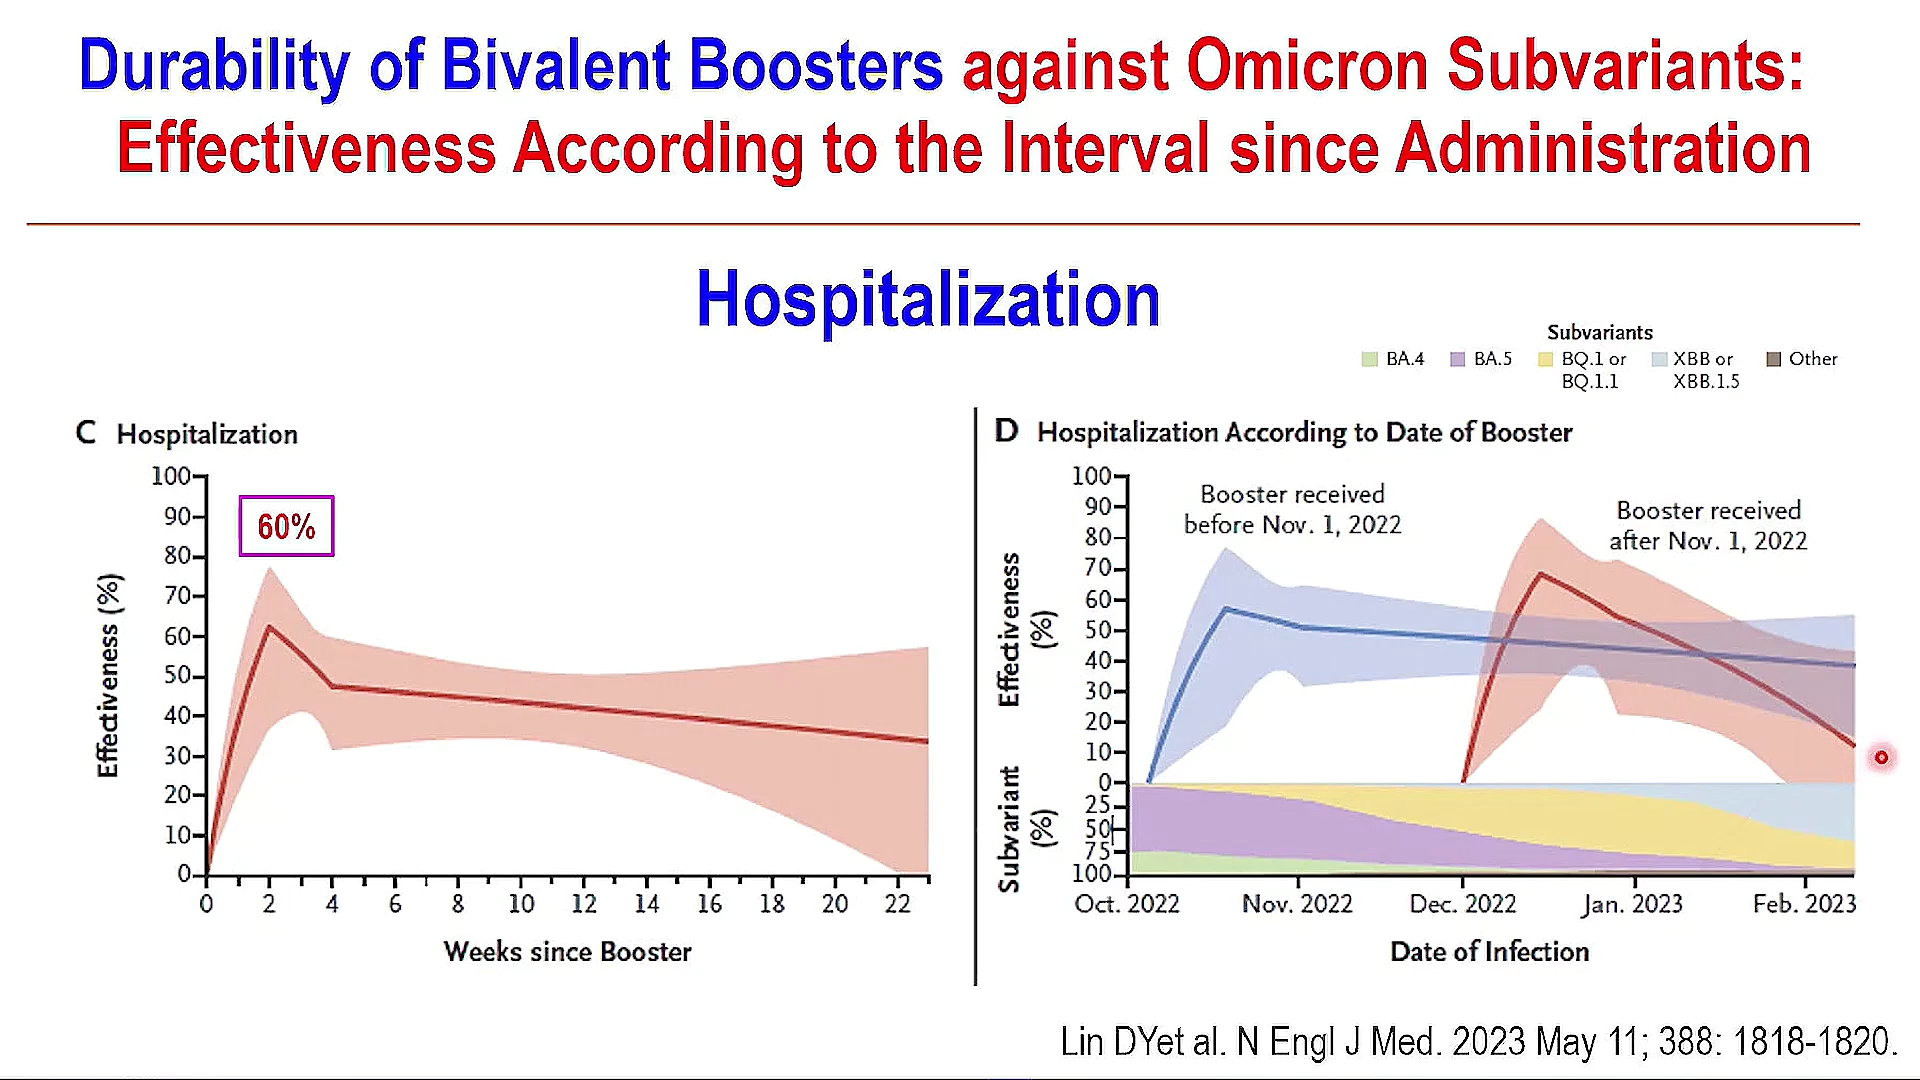 Durability of Bivalent Boosters against Omicron Subvariants:
Effectiveness According to the Interval since Administration
Hospitalization
Subvariants
BA.4 BA.5 BQ.1 or XBB or Other
BQ.1.1 XBB.1.5
C Hospitalization
100
90
80
70
60
50
40
30
20
10
0
60%
Effectiveness (%)
0 2 4 6 8 10 12 14 16 18 20 22
Weeks since Booster
D Hospitalization According to Date of Booster
100
90
80
70
60
50
40
30
20
10
0
Effectiveness
(%)
Booster received
before Nov. 1, 2022
Booster received
after Nov. 1, 2022
25
50
75
100
Subvariant
(%)
Oct. 2022 Nov. 2022 Dec. 2022 Jan. 2023 Feb. 2023
Date of Infection
Lin DYet al. N Engl J Med. 2023 May 11; 388: 1818-1820.